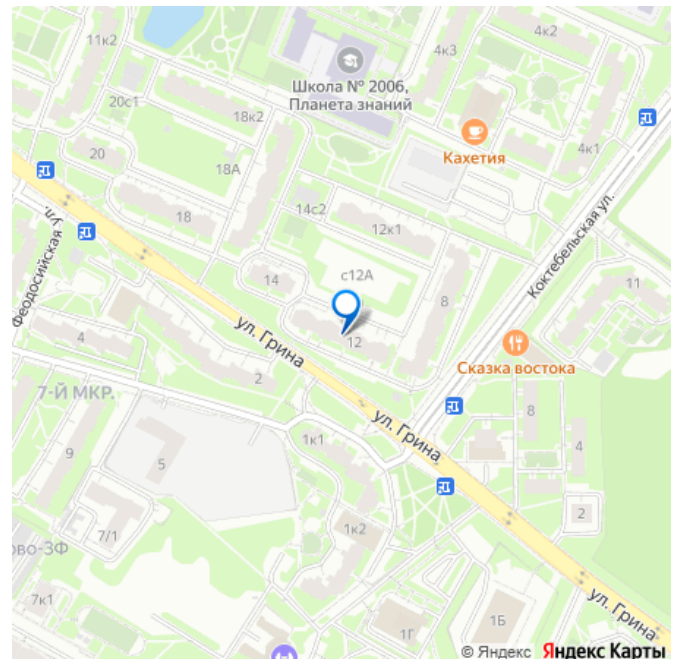 11к2
4к3
4к2
Школа № 2006,
Планета знаний
20с1
18к2
Кахетия
4к1
20
18А
14с2
18
12к1
Коктебельская ул.
Феодосийская ул.
14
с12А
8
11
ул. Грина
12
4
Сказка востока
2
7-Й МКР.
ул. Грина
8
1к1
9
5
4
2
7/1
1к2
ово-3Ф
7к1
1Б
ул. Грина
1Г
© Яндекс Яндекс Карты